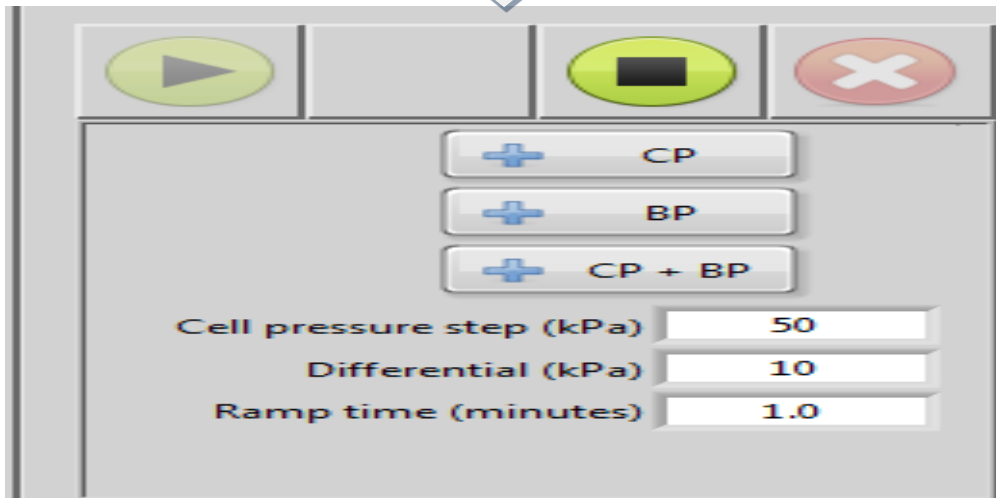 CP
BP
CP + BP
Cell pressure step (kPa) 50
Differential (kPa) 10
Ramp time (minutes) 1.0